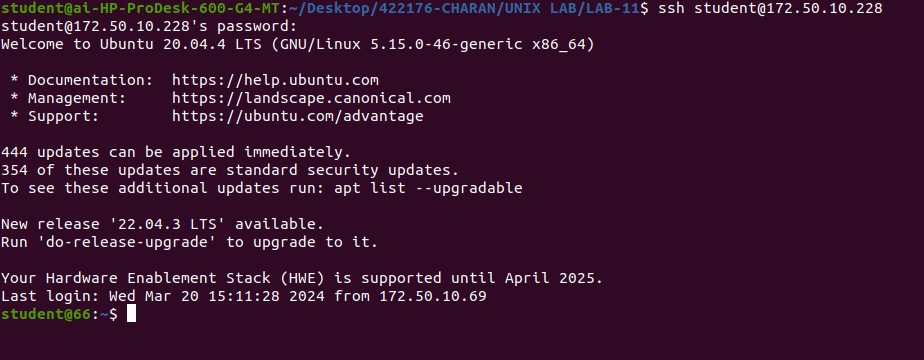 student@ai-HP-ProDesk-600-G4-MT:~/Desktop/422176-CHARAN/UNIX LAB/LAB-11$ ssh student@172.50.10.228
student@172.50.10.228's password:
Welcome to Ubuntu 20.04.4 LTS (GNU/Linux 5.15.0-46-generic x86_64)
* Documentation:  https://help.ubuntu.com
* Management:     https://landscape.canonical.com
* Support:        https://ubuntu.com/advantage
444 updates can be applied immediately.
354 of these updates are standard security updates.
To see these additional updates run: apt list --upgradable
New release '22.04.3 LTS' available.
Run 'do-release-upgrade' to upgrade to it.
Your Hardware Enablement Stack (HWE) is supported until April 2025.
Last login: Wed Mar 20 15:11:28 2024 from 172.50.10.69
student@66:~$